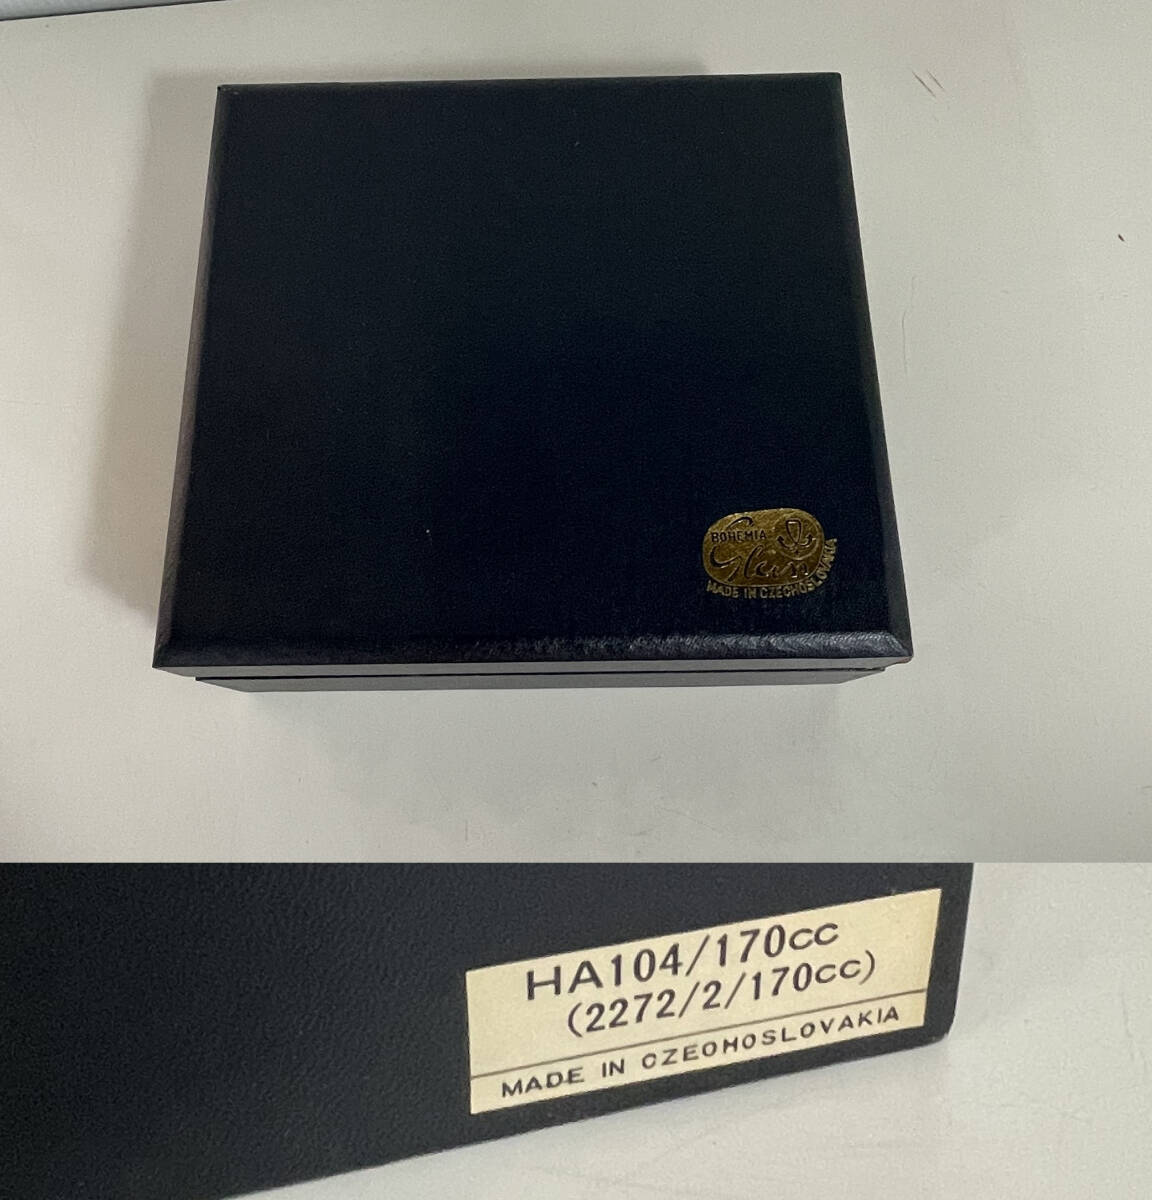 BOHEMIA
Glass
MADE IN CZECHOSLOVAKIA
HA104/170cc
(2272/2/170cc)
MADE IN CZEOHOSLOVAKIA